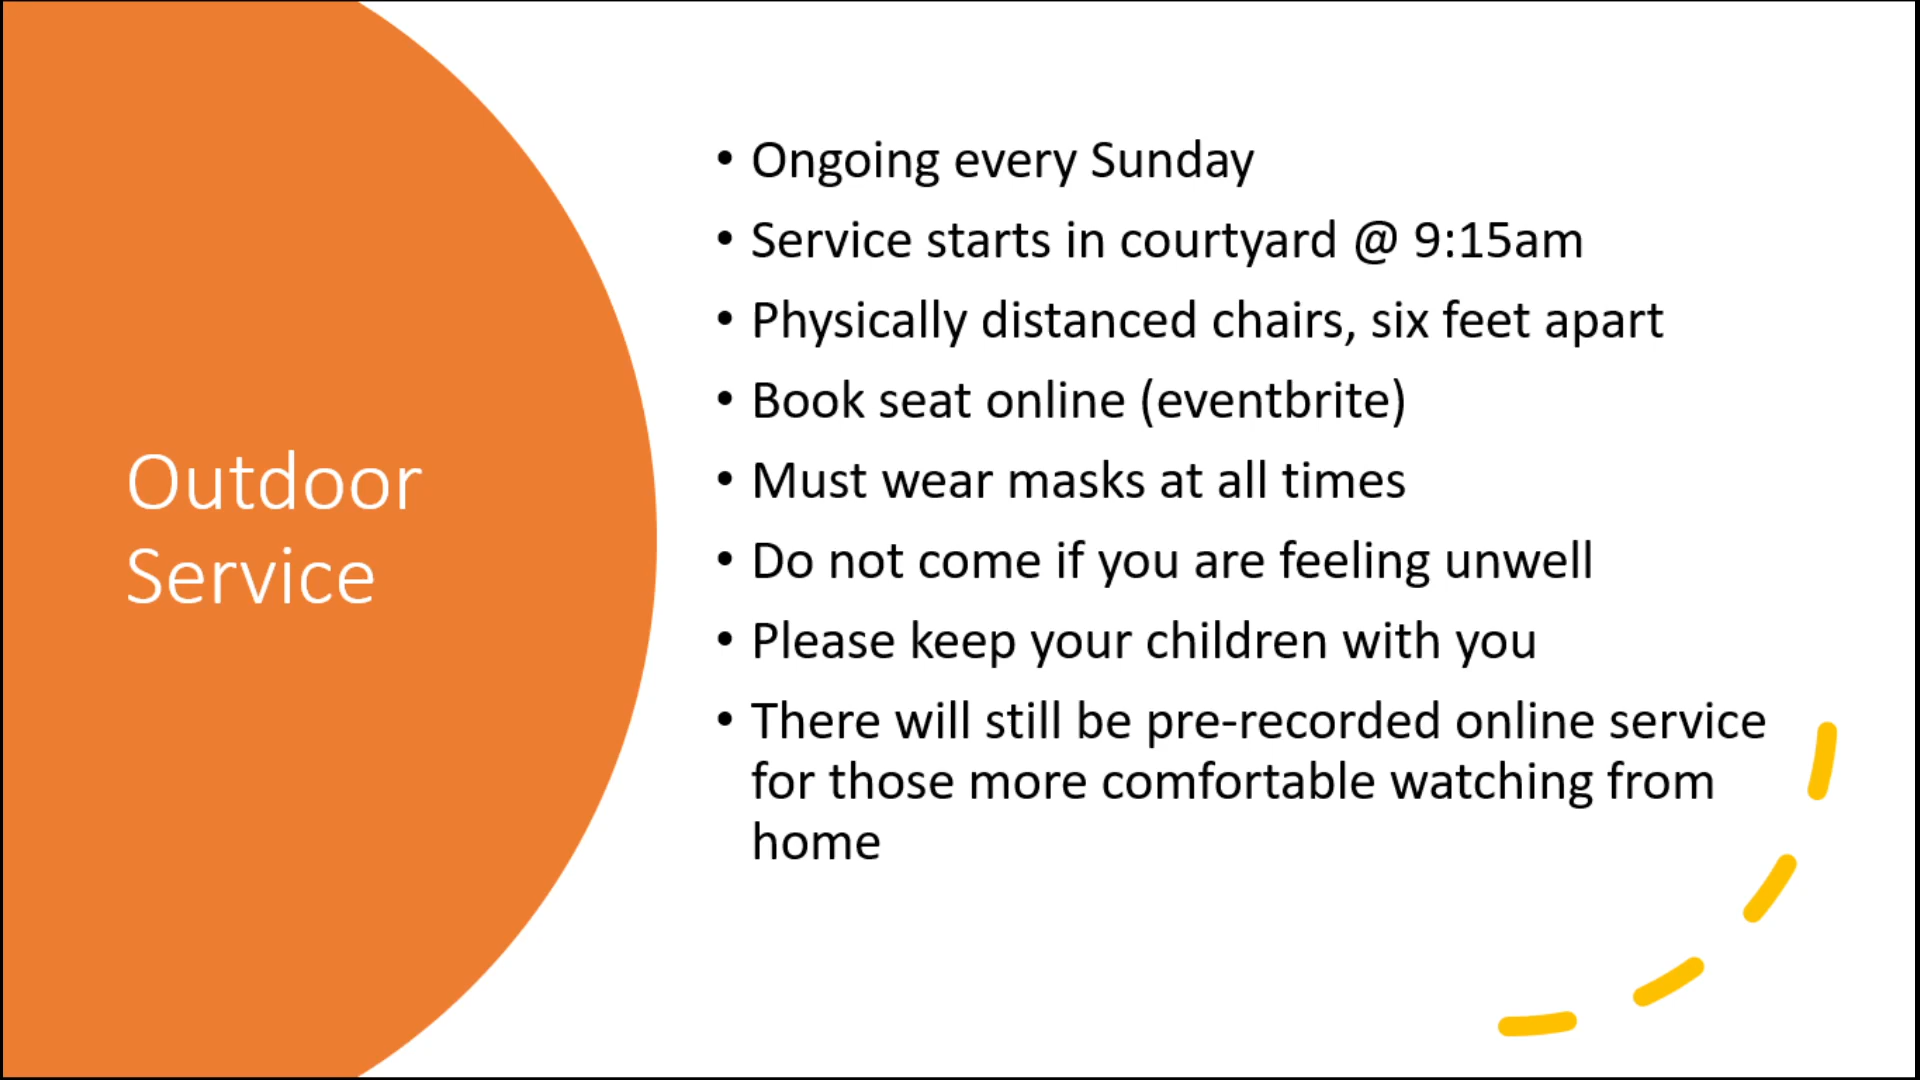 Outdoor
Service
• Ongoing every Sunday
• Service starts in courtyard @ 9:15am
• Physically distanced chairs, six feet apart
• Book seat online (eventbrite)
• Must wear masks at all times
• Do not come if you are feeling unwell
• Please keep your children with you
• There will still be pre-recorded online service
for those more comfortable watching from
home